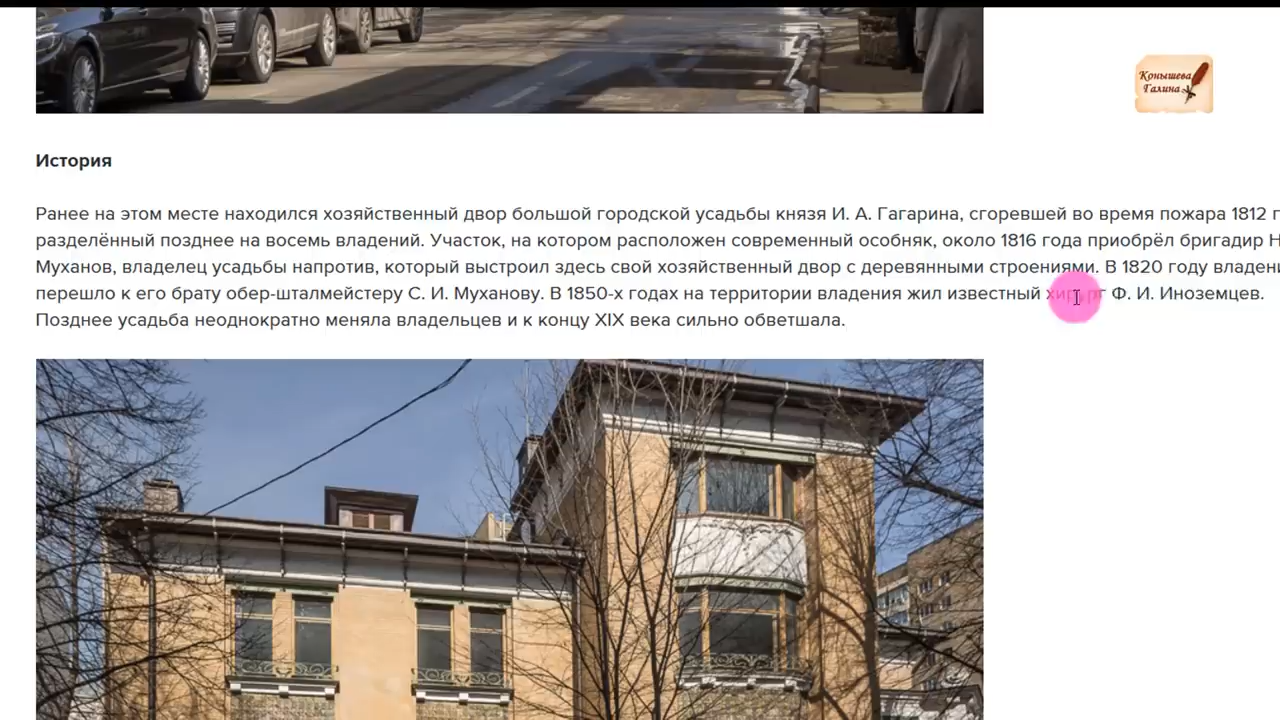 Конышева
Галина
История
Ранее на этом месте находился хозяйственный двор большой городской усадьбы князя И. А. Гагарина, сгоревшей во время пожара 1812 г
разделённый позднее на восемь владений. Участок, на котором расположен современный особняк, около 1816 года приобрёл бригадир Н
Муханов, владелец усадьбы напротив, который выстроил здесь свой хозяйственный двор с деревянными строениями. В 1820 году владени
перешло к его брату обер-шталмейстеру С. И. Муханову. В 1850-х годах на территории владения жил известный хирург Ф. И. Иноземцев.
Позднее усадьба неоднократно меняла владельцев и к концу XIX века сильно обветшала.